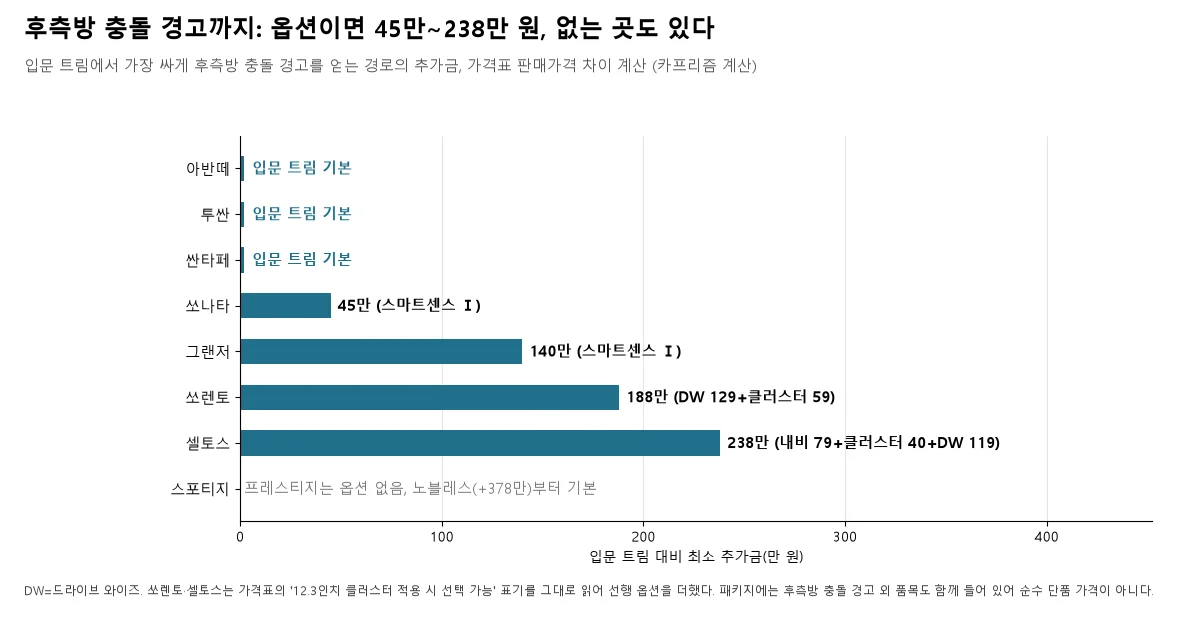 후측방 충돌 경고까지: 옵션이면 45만~238만 원, 없는 곳도 있다
입문 트림에서 가장 싸게 후측방 충돌 경고를 얻는 경로의 추가금, 가격표 판매가격 차이 계산 (카프리즘 계산)
아반떼 입문 트림 기본
투싼 입문 트림 기본
싼타페 입문 트림 기본
쏘나타 45만 (스마트센스 Ⅰ)
그랜저 140만 (스마트센스 Ⅰ)
쏘렌토 188만 (DW 129+클러스터 59)
셀토스 238만 (내비 79+클러스터 40+DW 119)
스포티지 프레스티지는 옵션 없음, 노블레스(+378만)부터 기본
0 100 200 300 400
입문 트림 대비 최소 추가금(만 원)
DW=드라이브 와이즈. 쏘렌토·셀토스는 가격표의 '12.3인치 클러스터 적용 시 선택 가능' 표기를 그대로 읽어 선행 옵션을 더했다. 패키지에는 후측방 충돌 경고 외 품목도 함께 들어 있어 순수 단품 가격이 아니다.